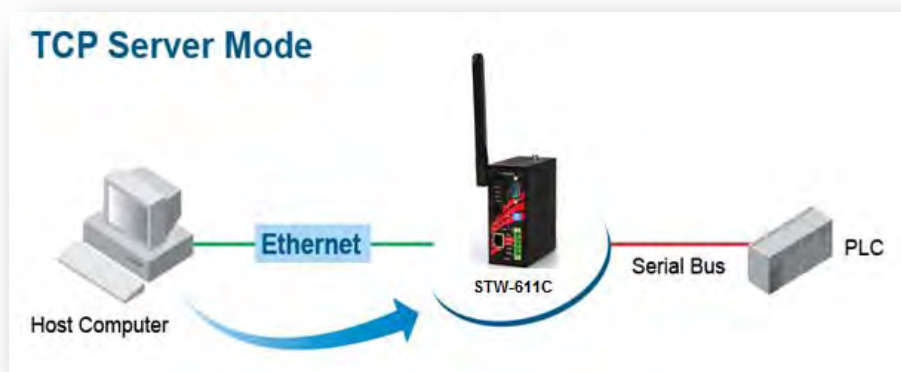 TCP Server Mode
Ethernet
Host Computer
STW-611C
Serial Bus
PLC